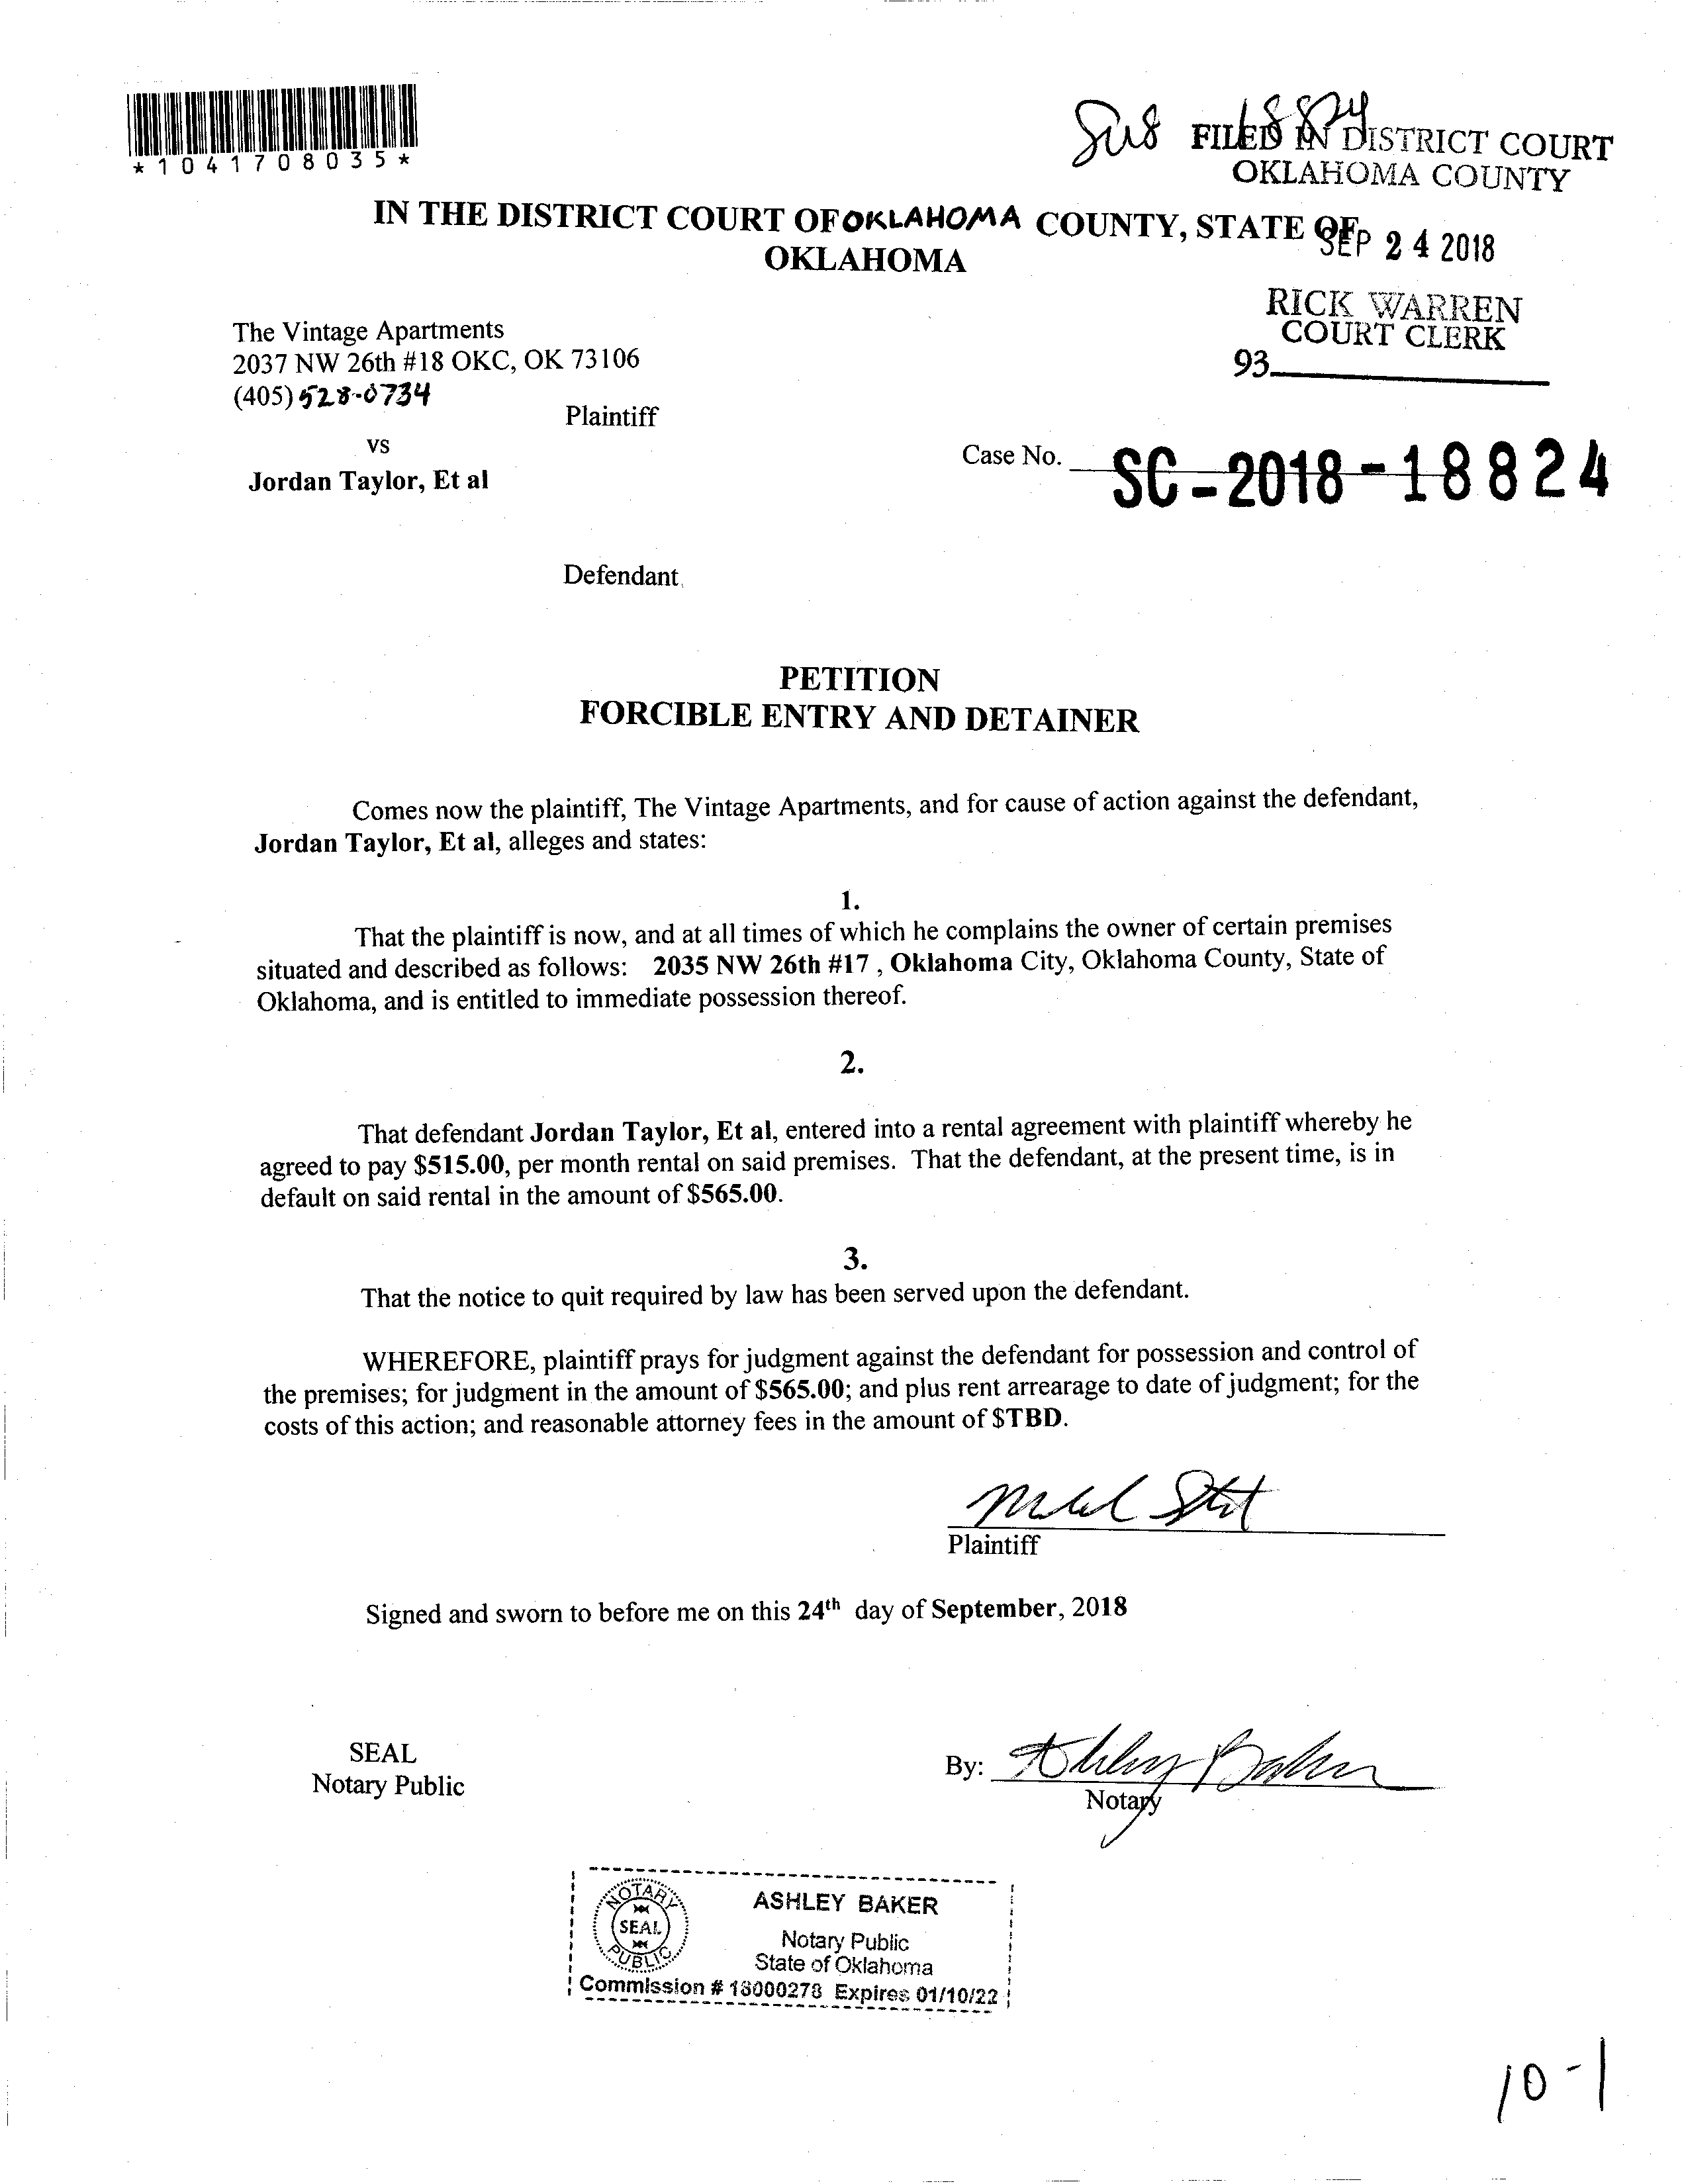 *1041708035*
18824
FILED IN DISTRICT COURT
OKLAHOMA COUNTY
IN THE DISTRICT COURT OF OKLAHOMA COUNTY, STATE OF
OKLAHOMA
SEP 24 2018
RICK WARREN
COURT CLERK
93
The Vintage Apartments
2037 NW 26th #18 OKC, OK 73106
(405) 528-0734
Plaintiff
vs
Case No. SC-2018-18824
Jordan Taylor, Et al
Defendant
PETITION
FORCIBLE ENTRY AND DETAINER
Comes now the plaintiff, The Vintage Apartments, and for cause of action against the defendant,
Jordan Taylor, Et al, alleges and states:
1.
That the plaintiff is now, and at all times of which he complains the owner of certain premises
situated and described as follows: 2035 NW 26th #17 , Oklahoma City, Oklahoma County, State of
Oklahoma, and is entitled to immediate possession thereof.
2.
That defendant Jordan Taylor, Et al, entered into a rental agreement with plaintiff whereby he
agreed to pay $515.00, per month rental on said premises. That the defendant, at the present time, is in
default on said rental in the amount of $565.00.
3.
That the notice to quit required by law has been served upon the defendant.
WHEREFORE, plaintiff prays for judgment against the defendant for possession and control of
the premises; for judgment in the amount of $565.00; and plus rent arrearage to date of judgment; for the
costs of this action; and reasonable attorney fees in the amount of $TBD.
Plaintiff
Signed and sworn to before me on this 24th day of September, 2018
SEAL
Notary Public
By: Ashley Baker
Notary
NOTARY
SEAL
PUBLIC
ASHLEY BAKER
Notary Public
State of Oklahoma
Commission # 18000278 Expires 01/10/22
10-1